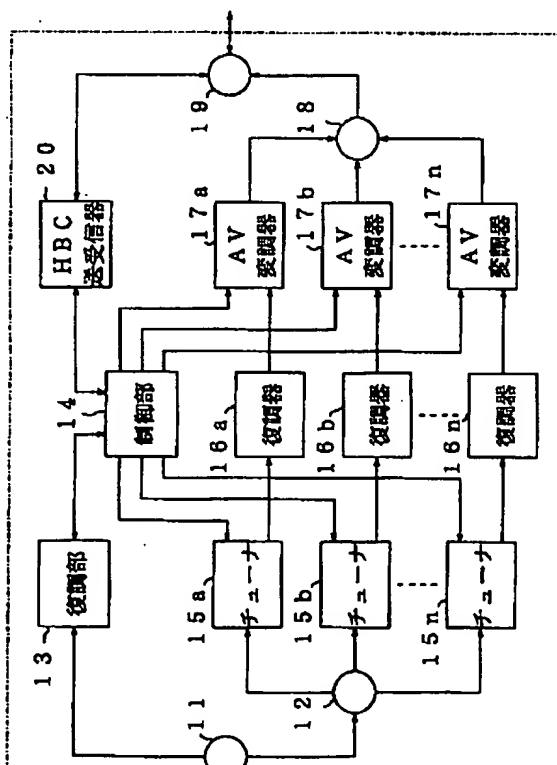 11
12
13
復調部
14
制御部
20
HBC
送受信器
19
18
15a
チューナ
16a
復調器
17a
AV
変調器
15b
チューナ
16b
復調器
17b
AV
変調器
15n
チューナ
16n
復調器
17n
AV
変調器